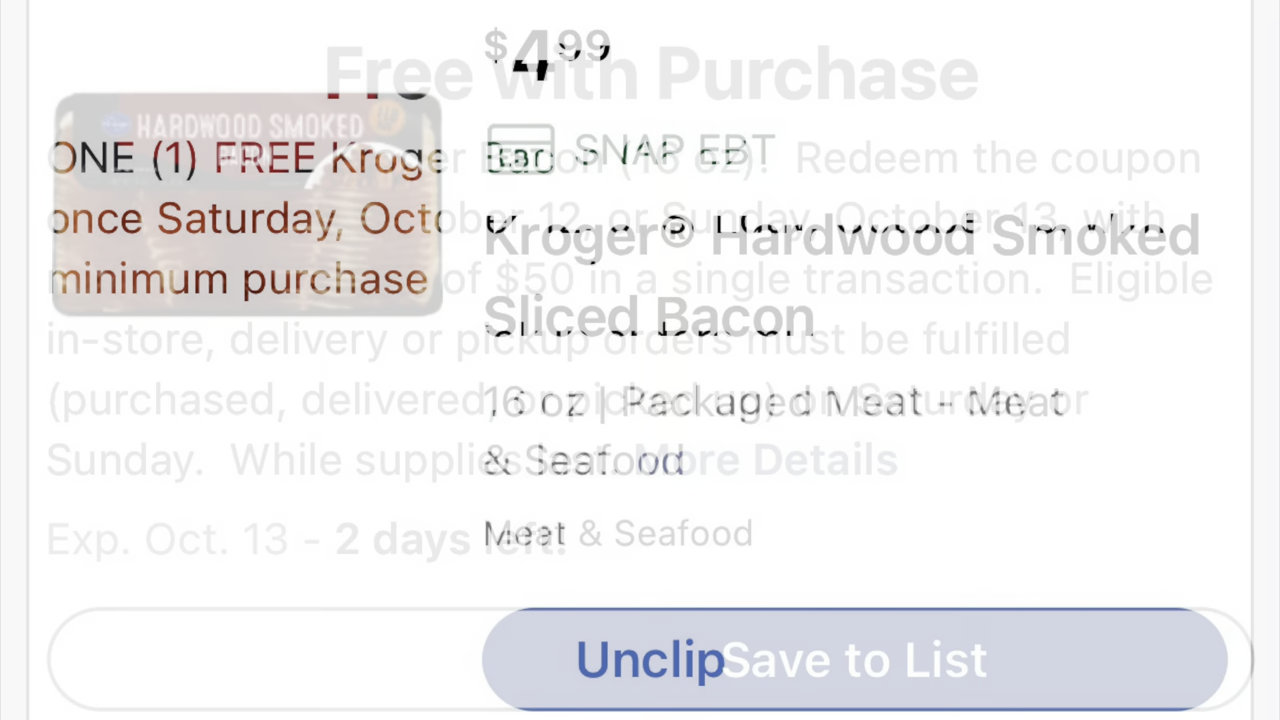 Free with Purchase
$4.99
HARDWOOD SMOKED
BACON
ONE (1) FREE Kroger Bacon (16 oz)! Redeem the coupon
SNAP EBT
once Saturday, October 12, or Sunday, October 13, with
Kroger® Hardwood Smoked
minimum purchase of $50 in a single transaction. Eligible
Sliced Bacon
in-store, delivery or pickup orders must be fulfilled
(purchased, delivered, or picked up) on Saturday or
16 oz | Packaged Meat - Meat
Sunday. While supplies last. More Details
& Seafood
Exp. Oct. 13 - 2 days left!
Meat & Seafood
Unclip
Save to List